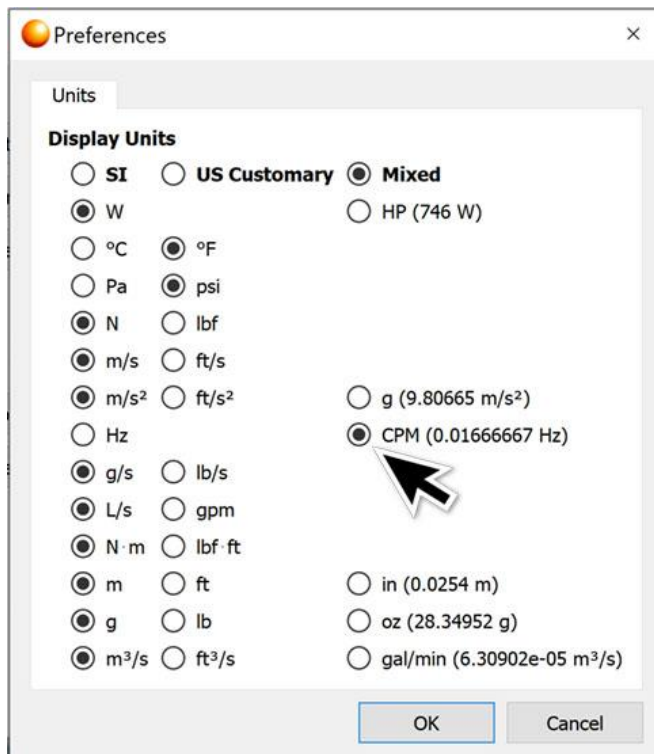 Preferences
Units
Display Units
SI US Customary Mixed
W HP (746 W)
ºC ºF
Pa psi
N lbf
m/s ft/s
m/s² ft/s² g (9.80665 m/s²)
Hz CPM (0.01666667 Hz)
g/s lb/s
L/s gpm
N·m lbf·ft
m ft in (0.0254 m)
g lb oz (28.34952 g)
m³/s ft³/s gal/min (6.30902e-05 m³/s)
OK Cancel